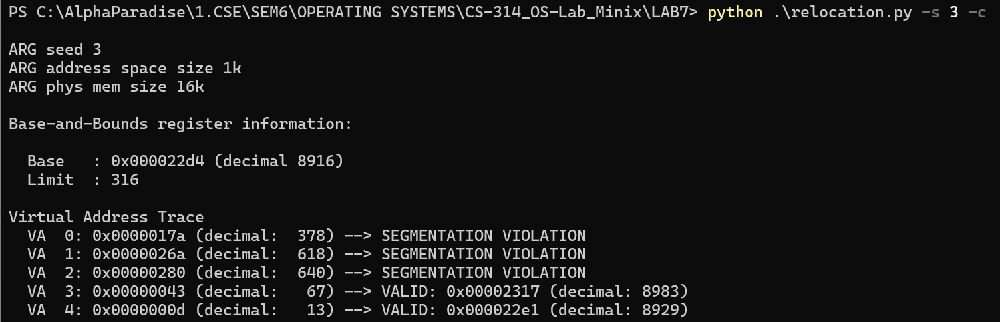 PS C:\AlphaParadise\1.CSE\SEM6\OPERATING SYSTEMS\CS-314_OS-Lab_Minix\LAB7> python .\relocation.py -s 3 -c
ARG seed 3
ARG address space size 1k
ARG phys mem size 16k
Base-and-Bounds register information:
  Base   : 0x000022d4 (decimal 8916)
  Limit  : 316
Virtual Address Trace
  VA  0: 0x0000017a (decimal:  378) --> SEGMENTATION VIOLATION
  VA  1: 0x0000026a (decimal:  618) --> SEGMENTATION VIOLATION
  VA  2: 0x00000280 (decimal:  640) --> SEGMENTATION VIOLATION
  VA  3: 0x00000043 (decimal:   67) --> VALID: 0x00002317 (decimal: 8983)
  VA  4: 0x0000000d (decimal:   13) --> VALID: 0x000022e1 (decimal: 8929)